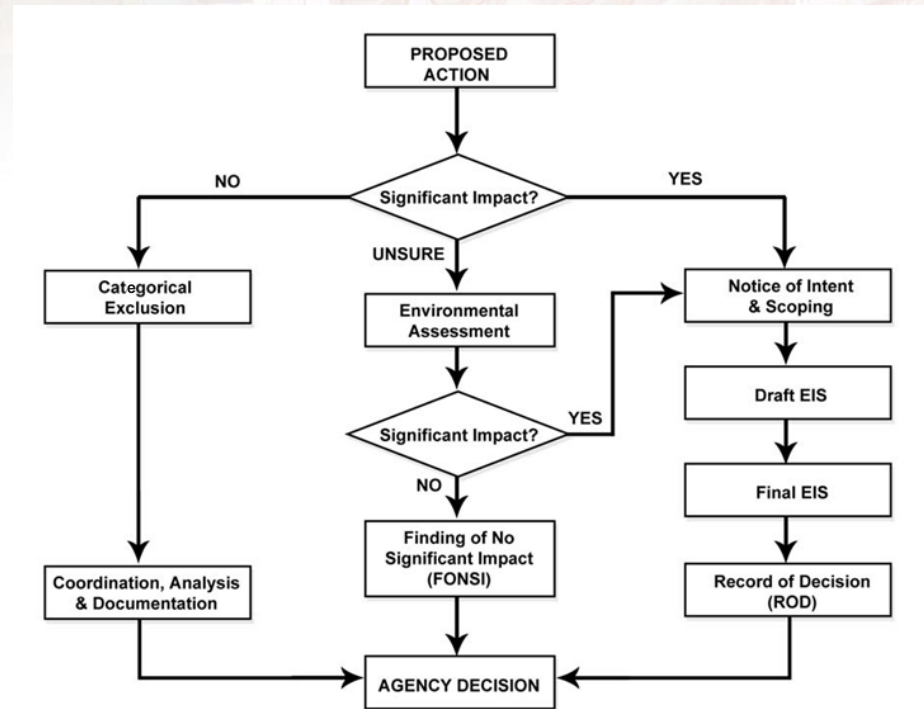 PROPOSED
ACTION
NO
Significant Impact?
YES
UNSURE
Categorical
Exclusion
Environmental
Assessment
Notice of Intent
& Scoping
Draft EIS
Significant Impact?
YES
NO
Final EIS
Finding of No
Significant Impact
(FONSI)
Coordination, Analysis
& Documentation
Record of Decision
(ROD)
AGENCY DECISION